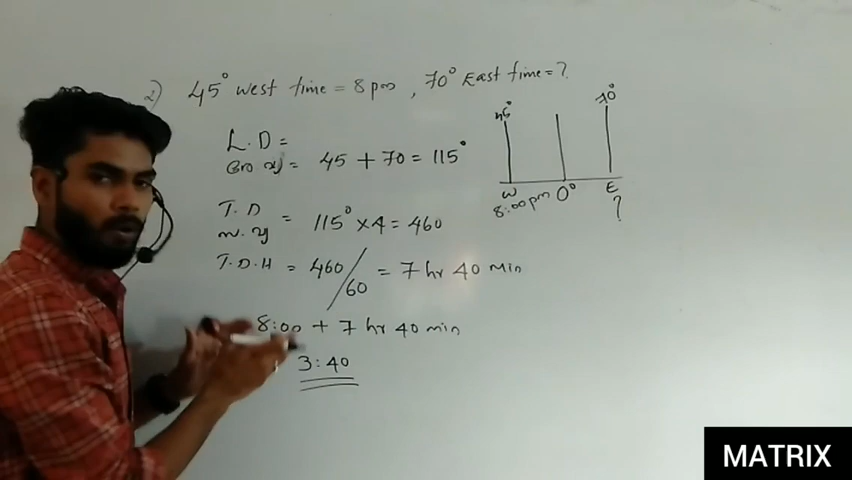 2) 45° West time = 8 pm, 70° East time = ?
45° 70°
W 0° E
8:00 pm ?
L.D =
45 + 70 = 115°
T.D
= 115° x 4 = 460
T.D.H = 460/60 = 7 hr 40 min
8:00 + 7 hr 40 min
3:40
MATRIX